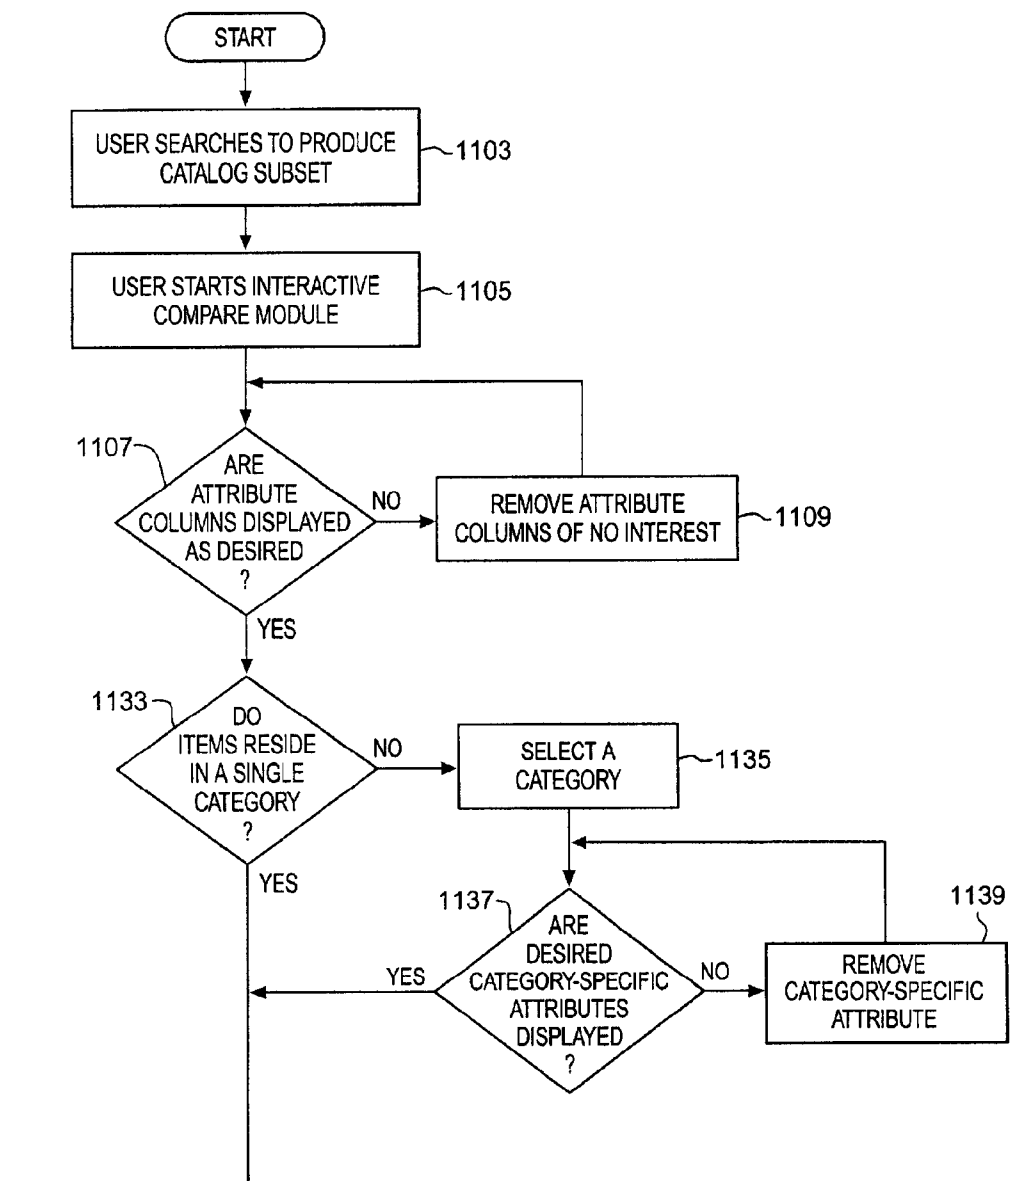 START
USER SEARCHES TO PRODUCE
CATALOG SUBSET
1103
USER STARTS INTERACTIVE
COMPARE MODULE
1105
1107
ARE
ATTRIBUTE
COLUMNS DISPLAYED
AS DESIRED
?
NO
REMOVE ATTRIBUTE
COLUMNS OF NO INTEREST
1109
YES
1133
DO
ITEMS RESIDE
IN A SINGLE
CATEGORY
?
NO
SELECT A
CATEGORY
1135
YES
1137
ARE
DESIRED
CATEGORY-SPECIFIC
ATTRIBUTES
DISPLAYED
?
YES
NO
1139
REMOVE
CATEGORY-SPECIFIC
ATTRIBUTE